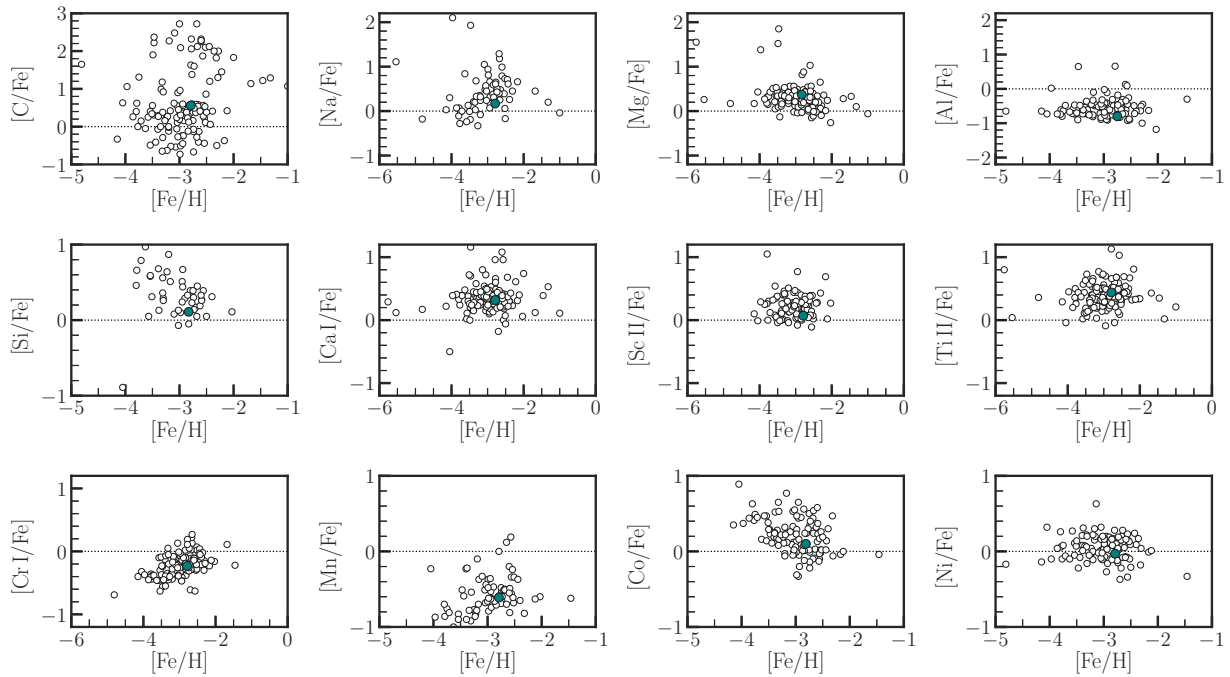 3
2
1
0
−1
−5 −4 −3 −2 −1
[C/Fe]
[Fe/H]
2
1
0
−1
−6 −4 −2 0
[Na/Fe]
[Fe/H]
2
1
0
−1
−6 −4 −2 0
[Mg/Fe]
[Fe/H]
2
1
0
−1
−2
−5 −4 −3 −2 −1
[Al/Fe]
[Fe/H]
1
0
−1
−5 −4 −3 −2 −1 0
[Si/Fe]
[Fe/H]
1
0
−1
−6 −4 −2 0
[Ca I/Fe]
[Fe/H]
1
0
−1
−6 −4 −2 0
[Sc II/Fe]
[Fe/H]
1
0
−1
−6 −4 −2 0
[Ti II/Fe]
[Fe/H]
1
0
−1
−6 −4 −2 0
[Cr I/Fe]
[Fe/H]
1
0
−1
−5 −4 −3 −2 −1
[Mn/Fe]
[Fe/H]
1
0
−1
−5 −4 −3 −2 −1
[Co/Fe]
[Fe/H]
1
0
−1
−5 −4 −3 −2 −1
[Ni/Fe]
[Fe/H]